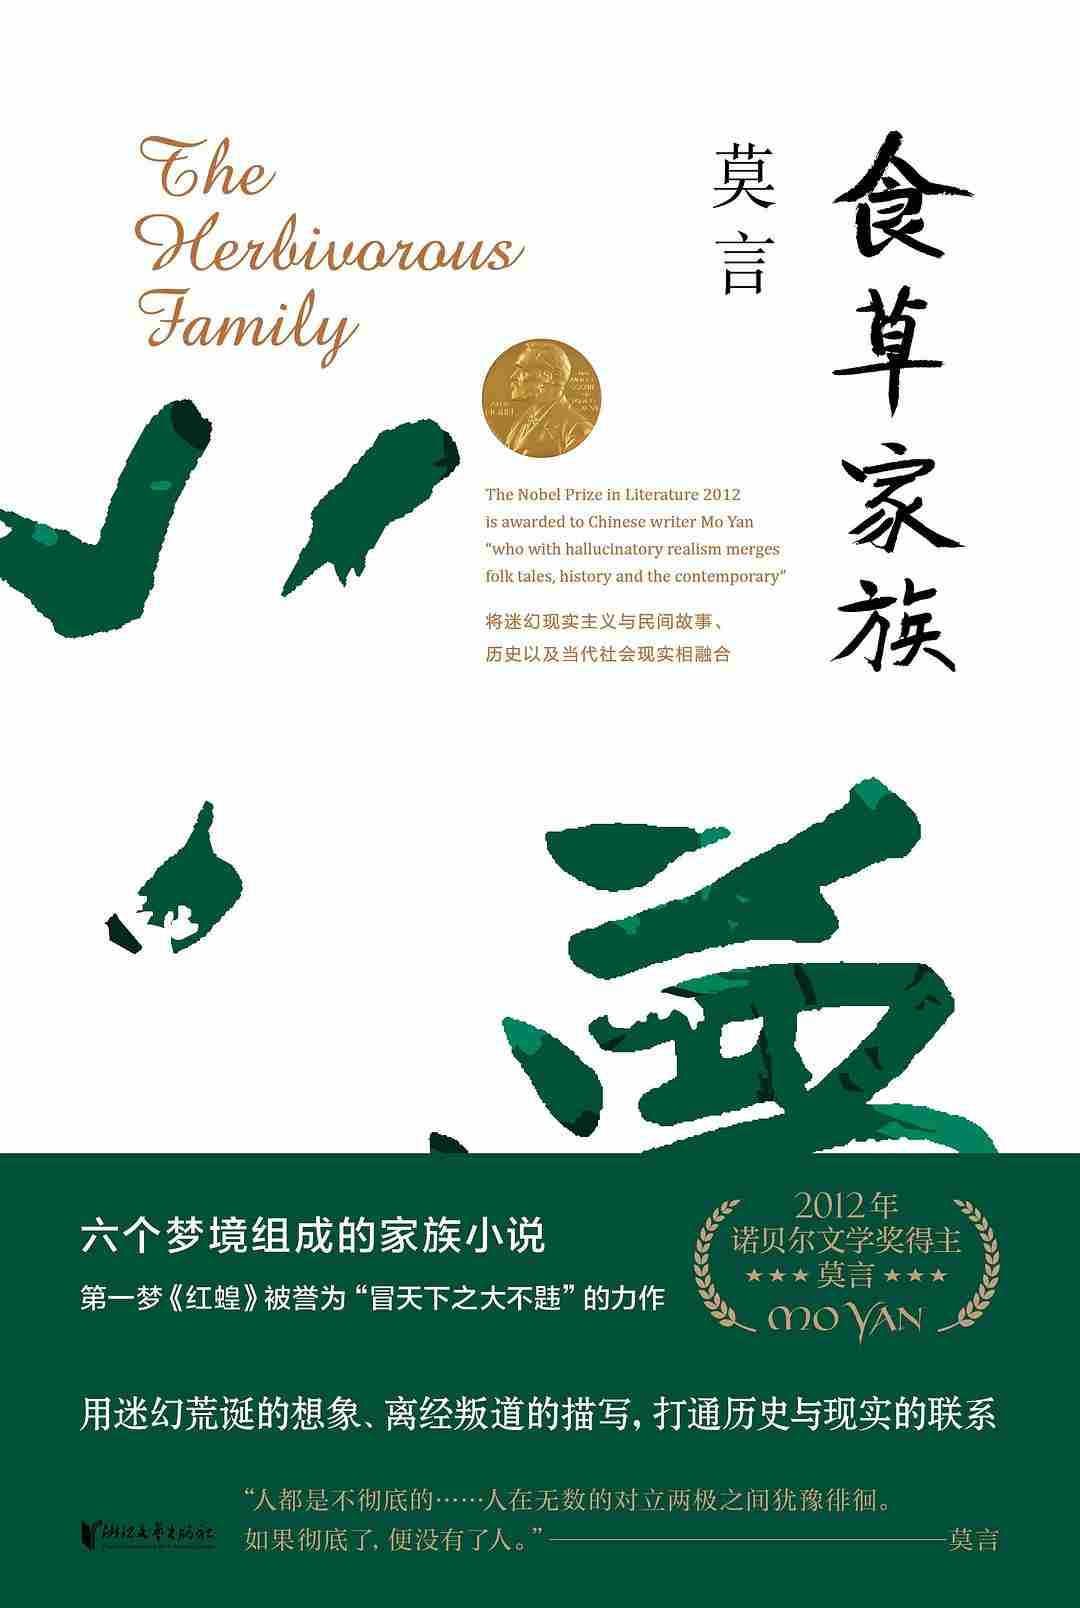 The
Herbivorous
Family
莫言
食草家族
The Nobel Prize in Literature 2012
is awarded to Chinese writer Mo Yan
“who with hallucinatory realism merges
folk tales, history and the contemporary”
将迷幻现实主义与民间故事、
历史以及当代社会现实相融合
六个梦境组成的家族小说
第一梦《红蝗》被誉为“冒天下之大不韪”的力作
2012年
诺贝尔文学奖得主
★★★莫言★★★
MO YAN
用迷幻荒诞的想象、离经叛道的描写，打通历史与现实的联系
“人都是不彻底的……人在无数的对立两极之间犹豫徘徊。
如果彻底了，便没有了人。”——莫言
浙江文艺出版社